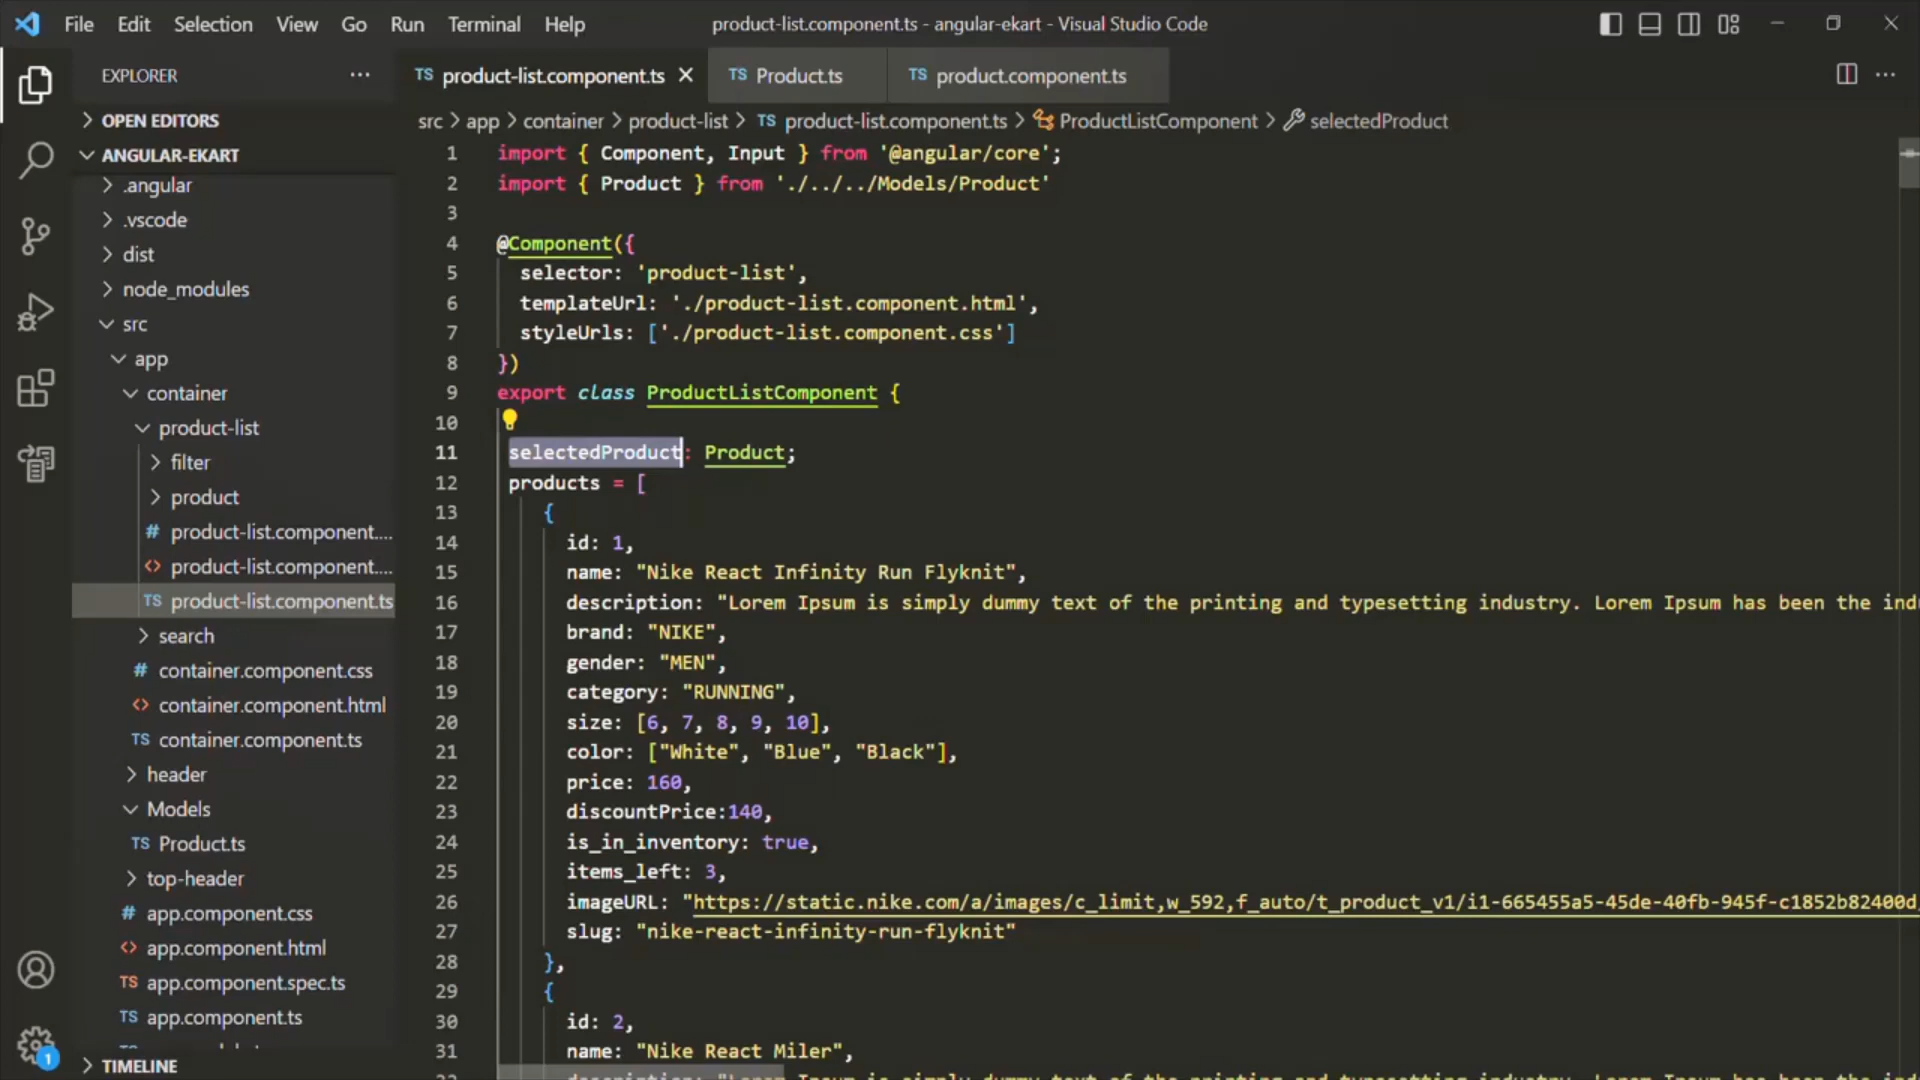 File Edit Selection View Go Run Terminal Help
product-list.component.ts - angular-ekart - Visual Studio Code
EXPLORER
OPEN EDITORS
ANGULAR-EKART
.angular
.vscode
dist
node_modules
src
app
container
product-list
filter
product
# product-list.component....
<> product-list.component....
TS product-list.component.ts
search
# container.component.css
<> container.component.html
TS container.component.ts
header
Models
TS Product.ts
top-header
# app.component.css
<> app.component.html
TS app.component.spec.ts
TS app.component.ts
TIMELINE
1
TS product-list.component.ts
TS Product.ts
TS product.component.ts
src > app > container > product-list > TS product-list.component.ts > ProductListComponent > selectedProduct
1 import { Component, Input } from '@angular/core';
2 import { Product } from './../../Models/Product'
3
4 @Component({
5 selector: 'product-list',
6 templateUrl: './product-list.component.html',
7 styleUrls: ['./product-list.component.css']
8 })
9 export class ProductListComponent {
10
11 selectedProduct: Product;
12 products = [
13 {
14 id: 1,
15 name: "Nike React Infinity Run Flyknit",
16 description: "Lorem Ipsum is simply dummy text of the printing and typesetting industry. Lorem Ipsum has been the ind
17 brand: "NIKE",
18 gender: "MEN",
19 category: "RUNNING",
20 size: [6, 7, 8, 9, 10],
21 color: ["White", "Blue", "Black"],
22 price: 160,
23 discountPrice:140,
24 is_in_inventory: true,
25 items_left: 3,
26 imageURL: "https://static.nike.com/a/images/c_limit,w_592,f_auto/t_product_v1/i1-665455a5-45de-40fb-945f-c1852b82400d
27 slug: "nike-react-infinity-run-flyknit"
28 },
29 {
30 id: 2,
31 name: "Nike React Miler",